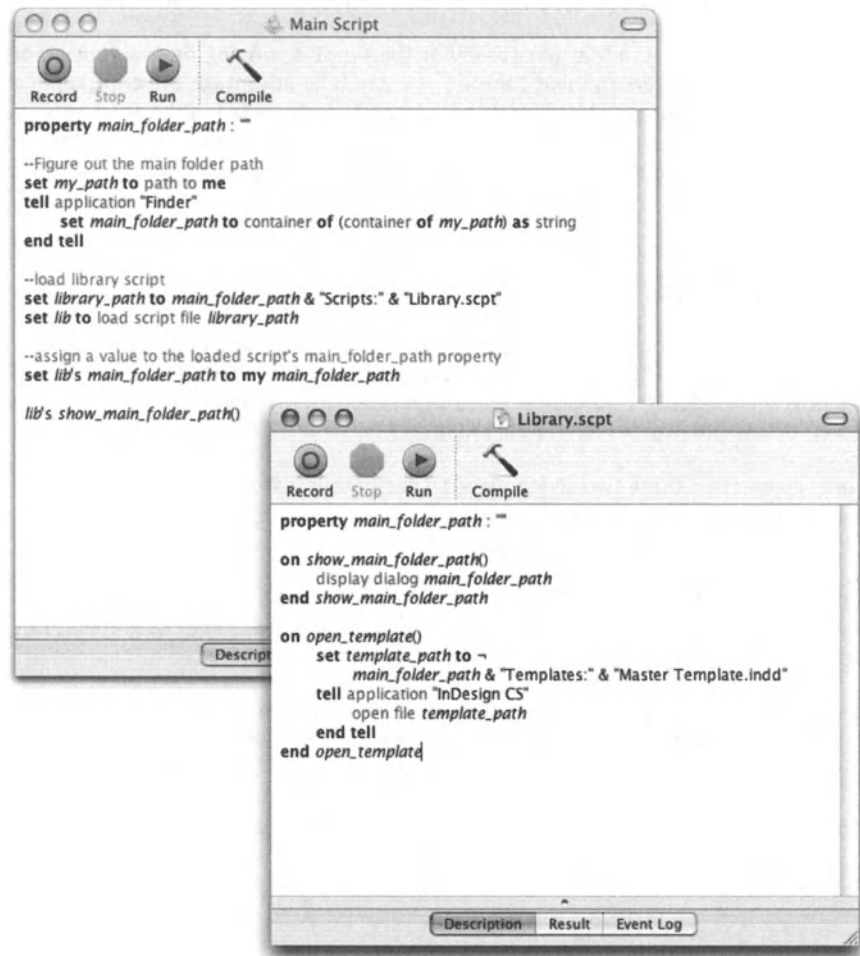 Main Script
Record Stop Run Compile
property main_folder_path : ""
--Figure out the main folder path
set my_path to path to me
tell application "Finder"
set main_folder_path to container of (container of my_path) as string
end tell
--load library script
set library_path to main_folder_path & "Scripts:" & "Library.scpt"
set lib to load script file library_path
--assign a value to the loaded script's main_folder_path property
set lib's main_folder_path to my main_folder_path
lib's show_main_folder_path()
Descript
Library.scpt
Record Stop Run Compile
property main_folder_path : ""
on show_main_folder_path()
display dialog main_folder_path
end show_main_folder_path
on open_template()
set template_path to ¬
main_folder_path & "Templates:" & "Master Template.indd"
tell application "InDesign CS"
open file template_path
end tell
end open_template
Description Result Event Log